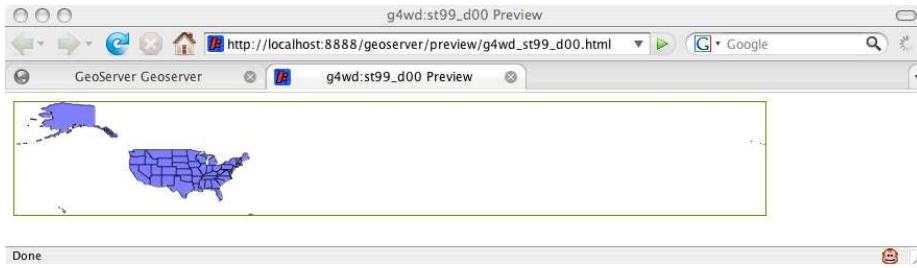 g4wd:st99_d00 Preview
http://localhost:8888/geoserver/preview/g4wd_st99_d00.html
G Google
GeoServer Geoserver
g4wd:st99_d00 Preview
Done